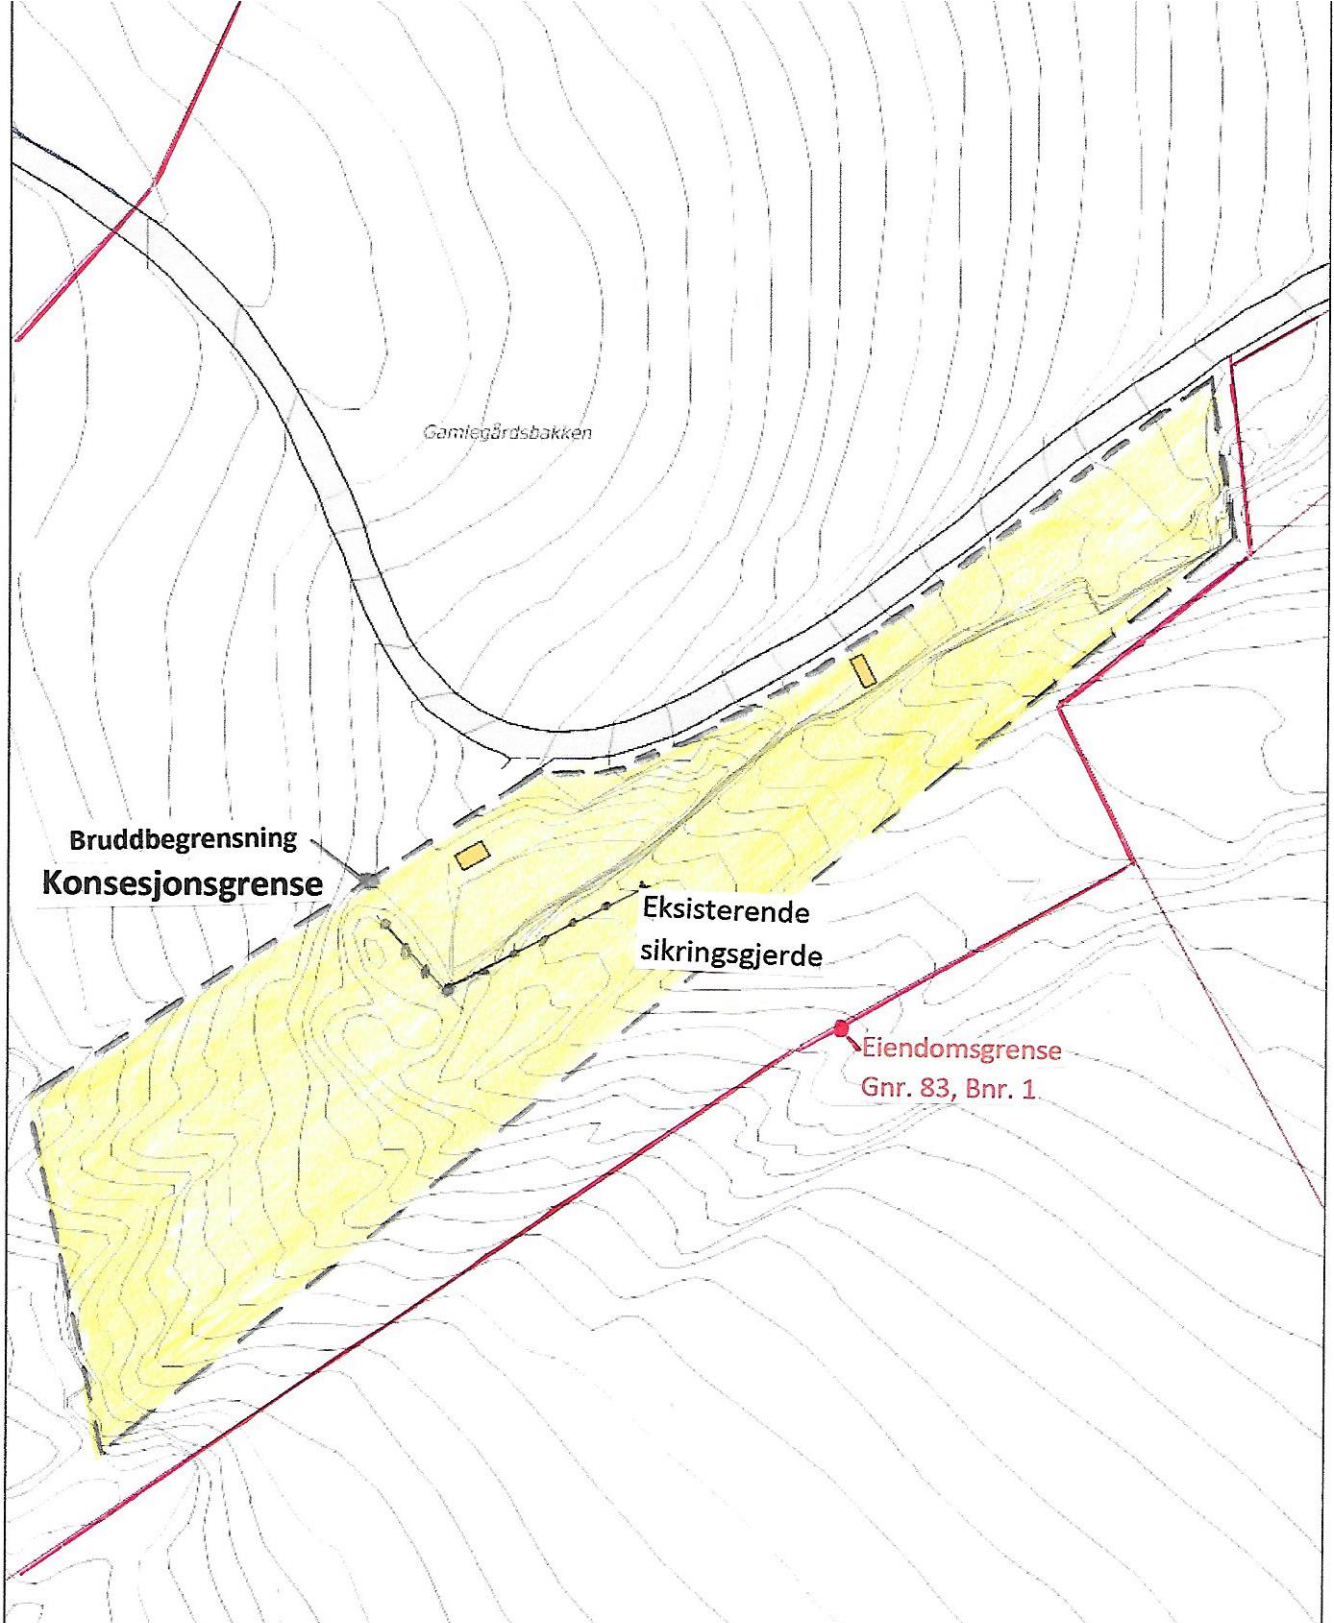 Gamlegårdsbakken
Bruddbegrensning
Konsesjonsgrense
Eksisterende
sikringsgjerde
Eiendomsgrense
Gnr. 83, Bnr. 1